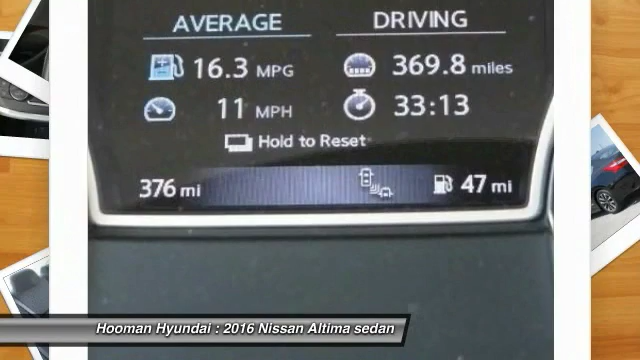 AVERAGE DRIVING
16.3 MPG 369.8 miles
11 MPH 33:13
Hold to Reset
376 mi 47 mi
Hooman Hyundai : 2016 Nissan Altima sedan